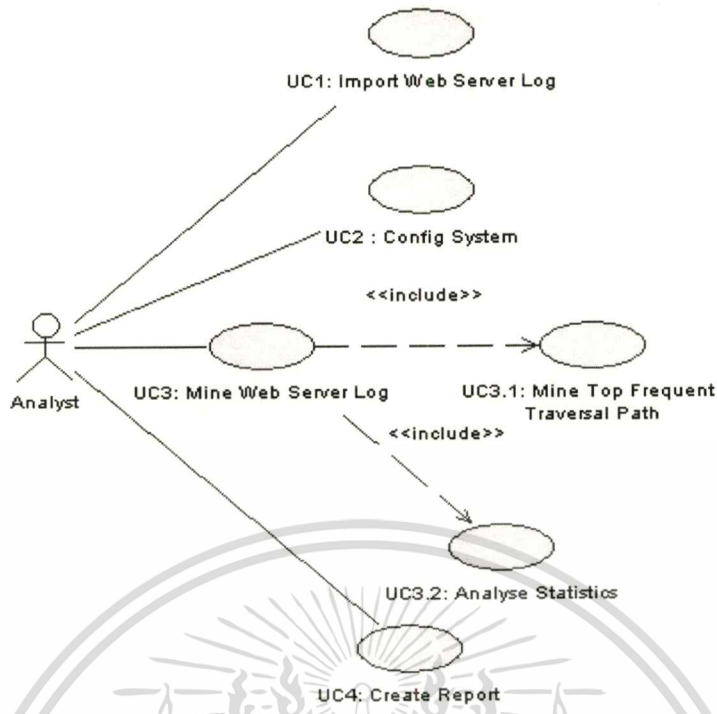 UC1: Import Web Server Log
UC2 : Config System
<<include>>
Analyst
UC3: Mine Web Server Log
UC3.1: Mine Top Frequent
Traversal Path
<<include>>
UC3.2: Analyse Statistics
UC4: Create Report